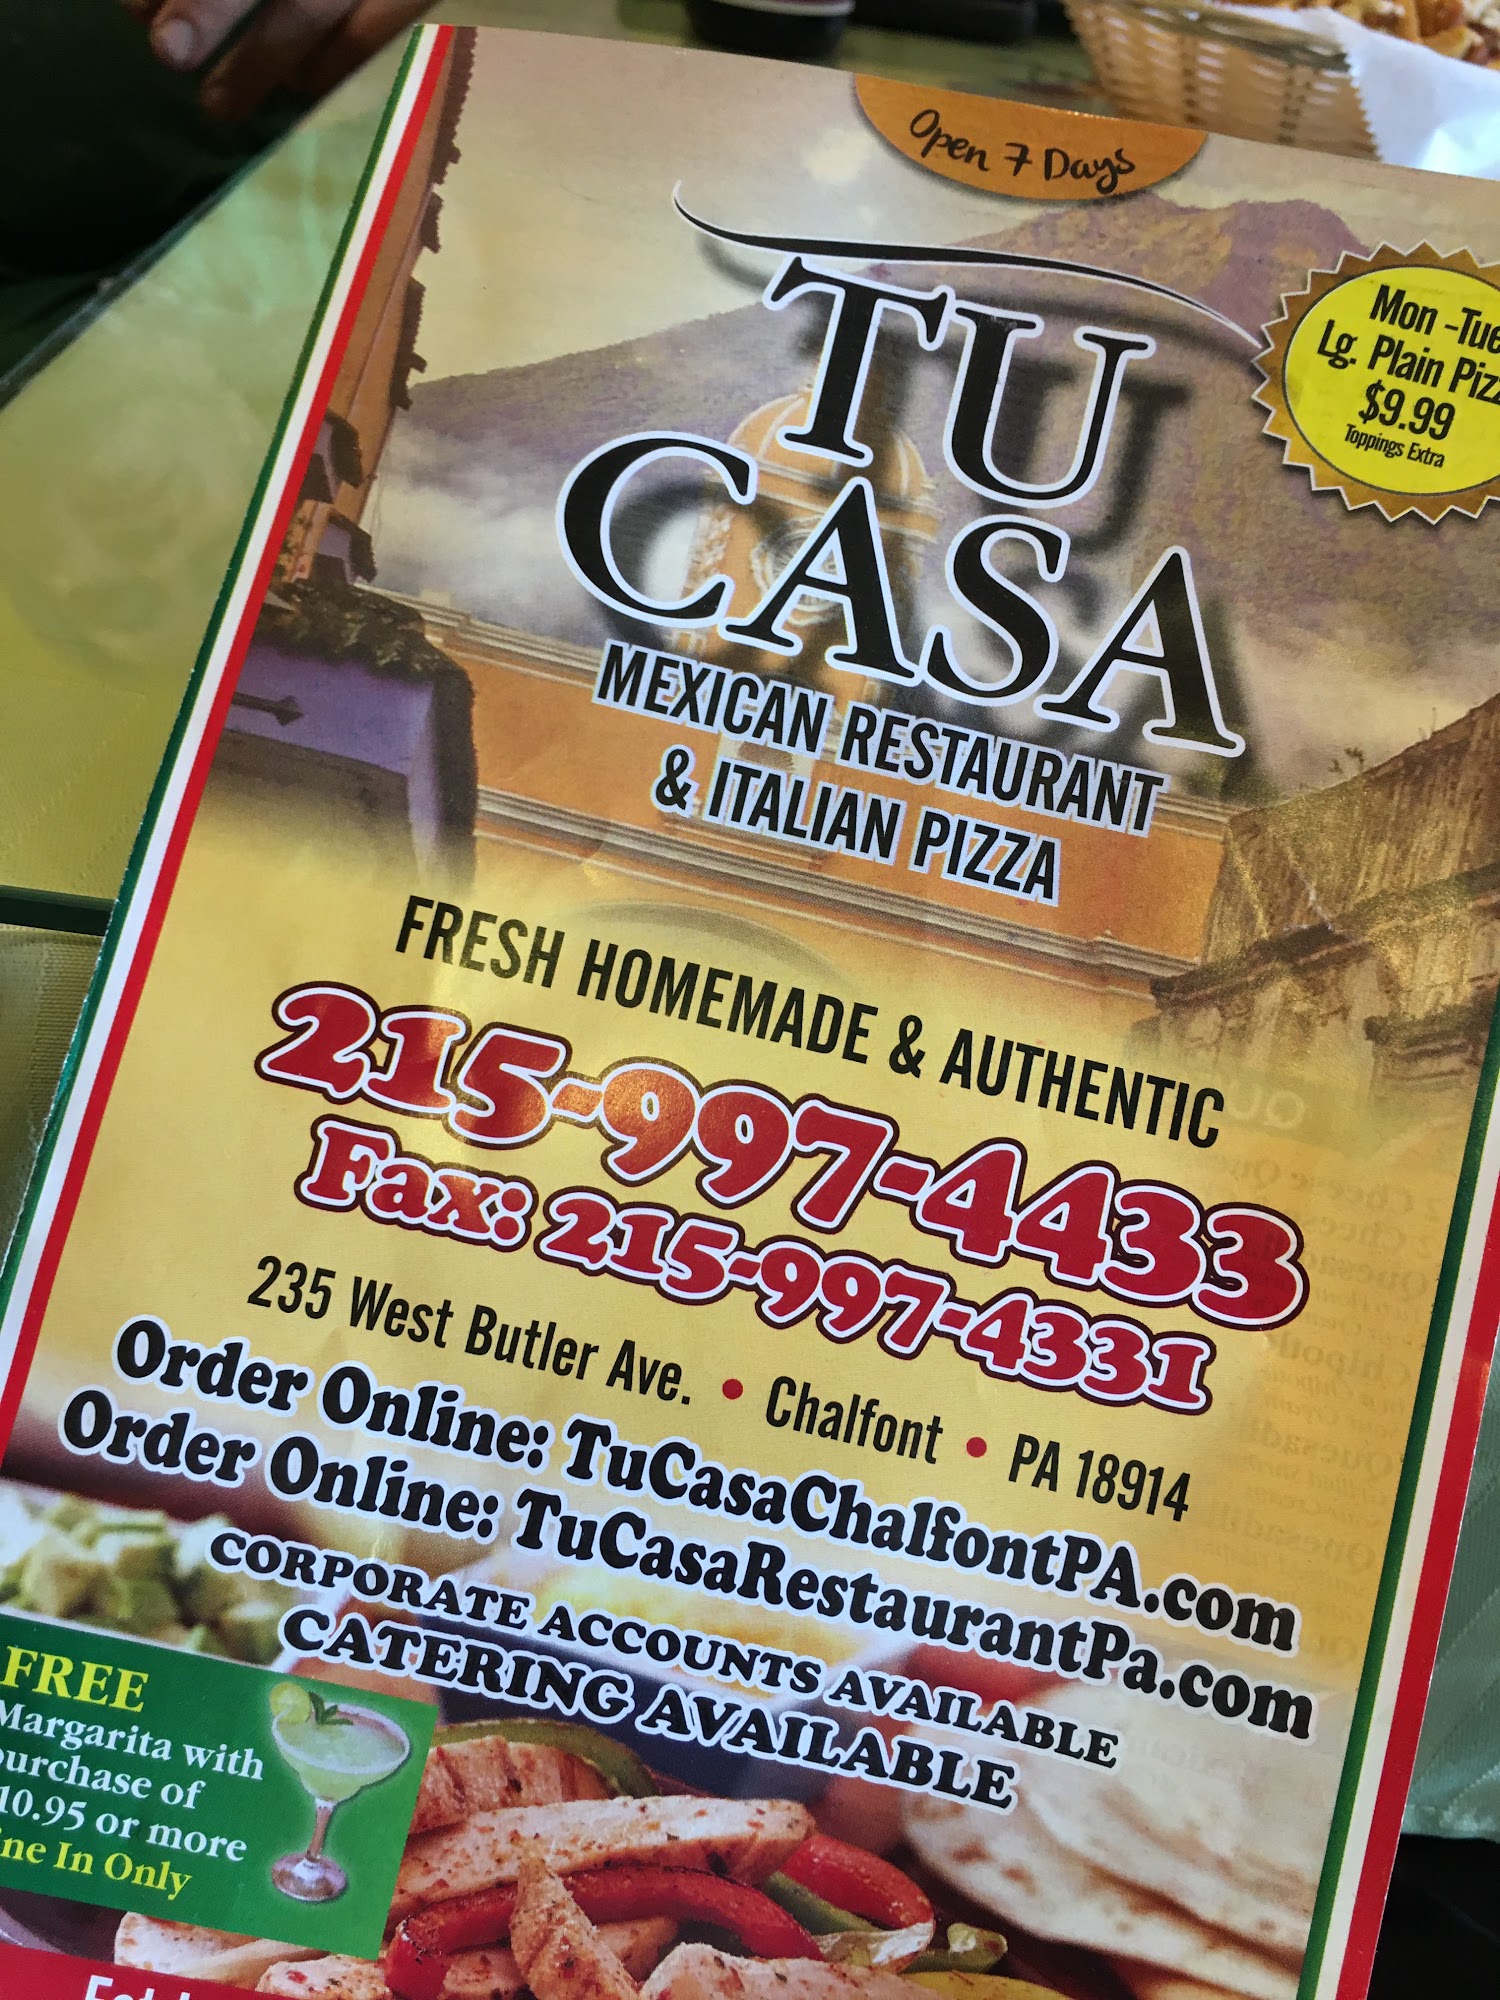 Open 7 Days
TU
CASA
MEXICAN RESTAURANT
& ITALIAN PIZZA
Mon -Tue
Lg. Plain Pizz
$9.99
Toppings Extra
FRESH HOMEMADE & AUTHENTIC
215-997-4433
Fax: 215-997-4331
235 West Butler Ave. • Chalfont • PA 18914
Order Online: TuCasaChalfontPA.com
Order Online: TuCasaRestaurantPa.com
CORPORATE ACCOUNTS AVAILABLE
CATERING AVAILABLE
FREE
Margarita with
purchase of
10.95 or more
ine In Only